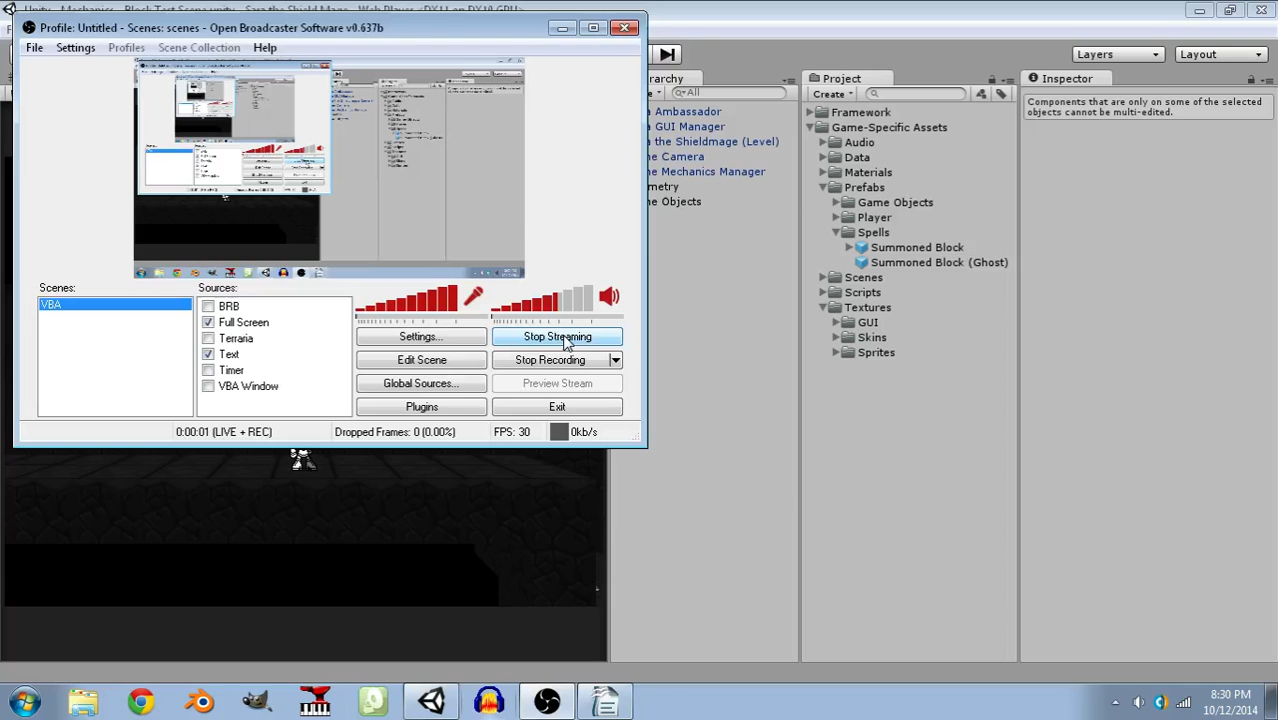 Profile: Untitled - Scenes: scenes - Open Broadcaster Software v0.637b
File Settings Profiles Scene Collection Help
Layers
Layout
Project
Inspector
Create
All
Components that are only on some of the selected
objects cannot be multi-edited.
Ambassador
GUI Manager
the Shieldmage (Level)
Camera
Mechanics Manager
Objects
Framework
Game-Specific Assets
Audio
Data
Materials
Prefabs
Game Objects
Player
Spells
Summoned Block
Summoned Block (Ghost)
Scenes
Scripts
Textures
GUI
Skins
Sprites
Scenes:
VBA
Sources:
BRB
Full Screen
Terraria
Text
Timer
VBA Window
Settings...
Stop Streaming
Edit Scene
Stop Recording
Global Sources...
Preview Stream
Plugins
Exit
0:00:01 (LIVE + REC)
Dropped Frames: 0 (0.00%)
FPS: 30
0kb/s
8:30 PM
10/12/2014